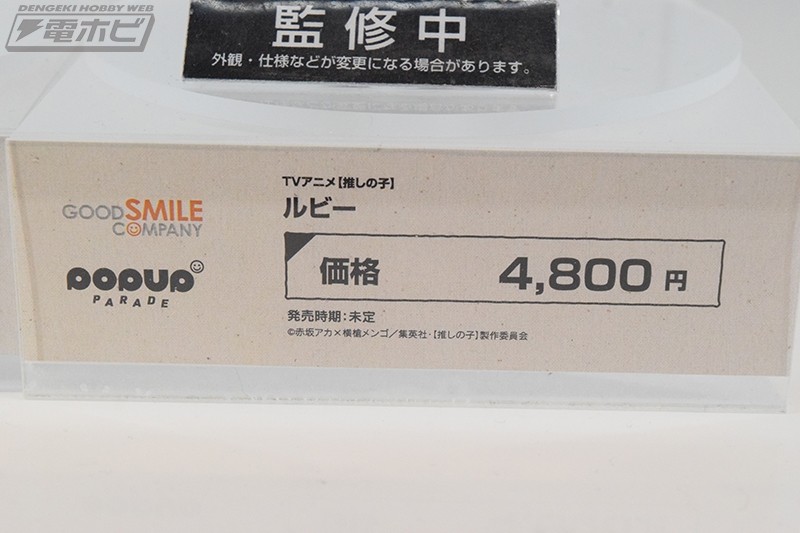 DENGEKI HOBBY WEB
電ホビ
監修中
外観・仕様などが変更になる場合があります。
TVアニメ【推しの子】
ルビー
GOOD SMILE
COMPANY
価格 4,800 円
POPUP
PARADE
発売時期:未定
©赤坂アカ×横槍メンゴ/集英社・【推しの子】製作委員会